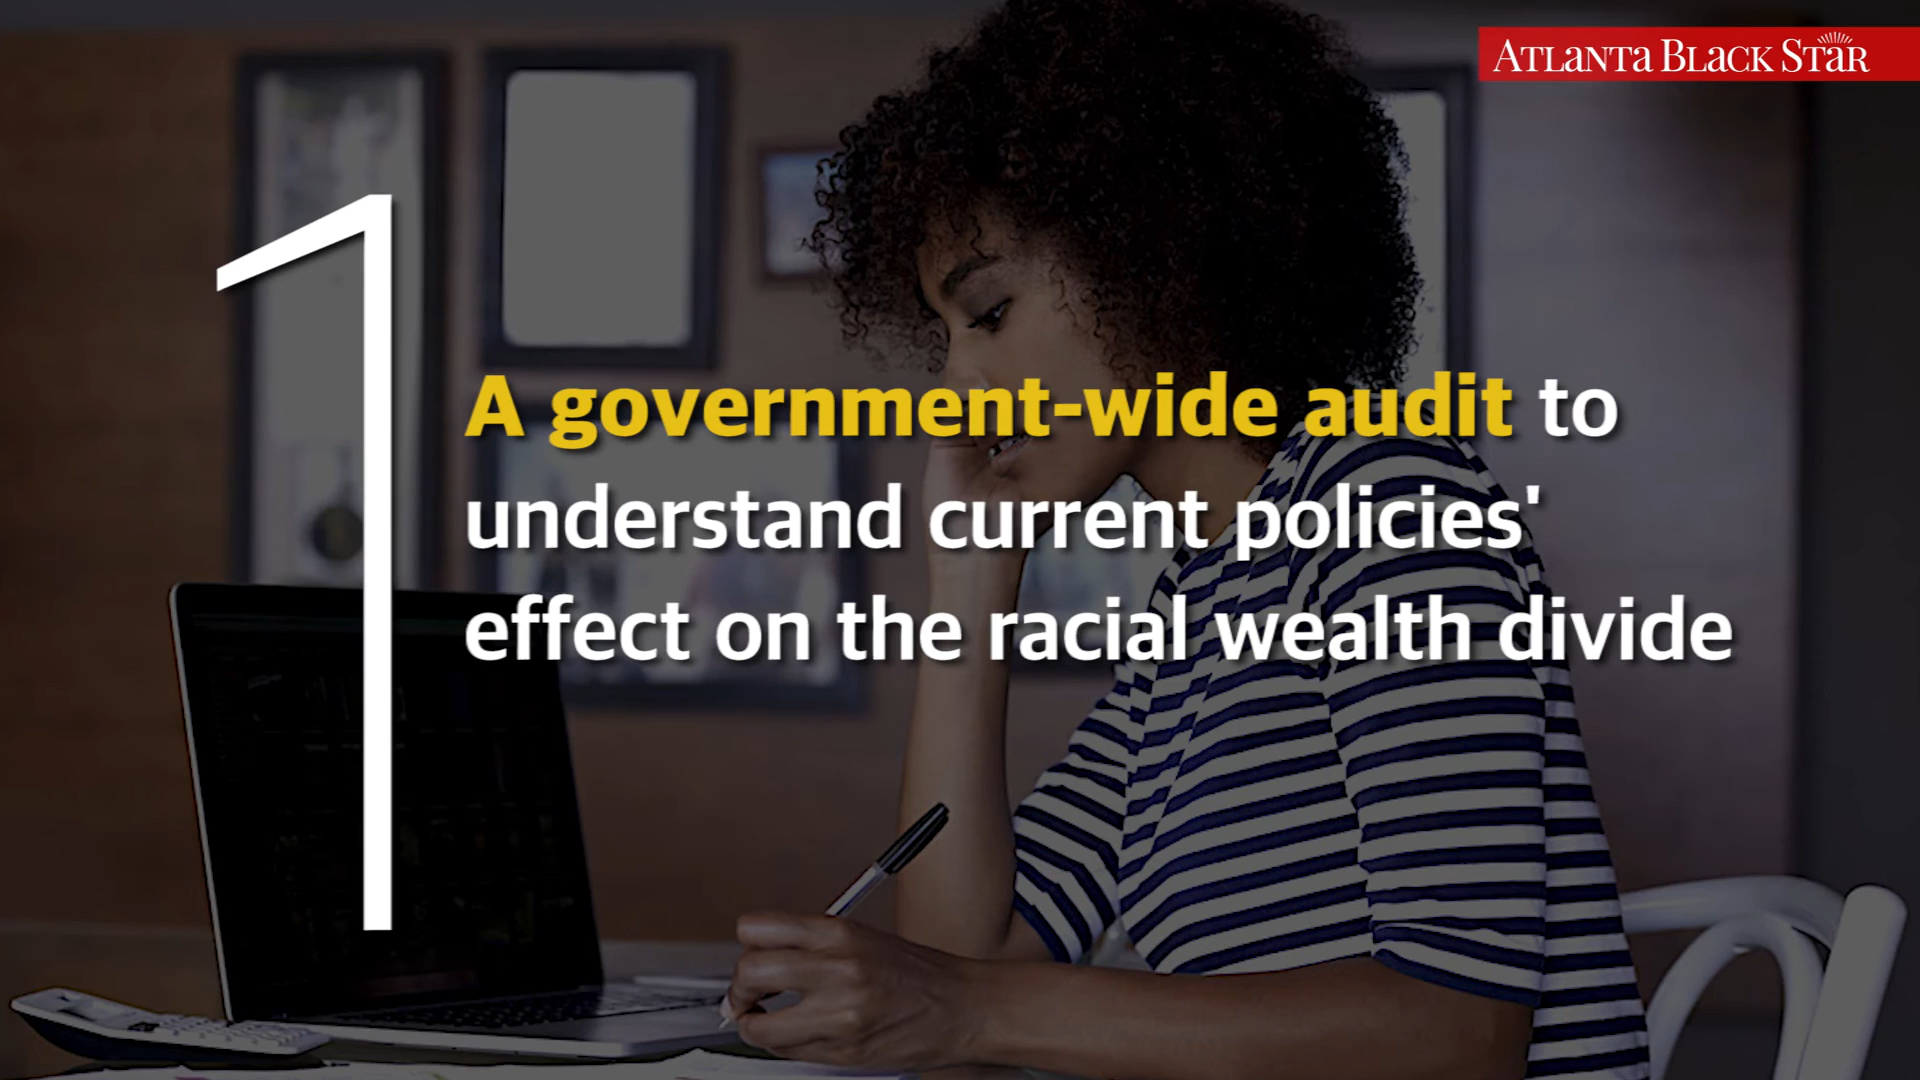 ATLANTA BLACK STAR
1
A government-wide audit to
understand current policies'
effect on the racial wealth divide